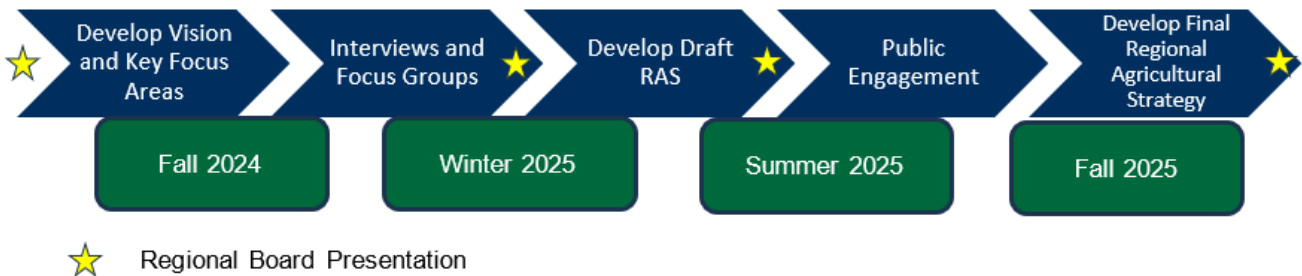 Develop Vision
and Key Focus
Areas
Interviews and
Focus Groups
Develop Draft
RAS
Public
Engagement
Develop Final
Regional
Agricultural
Strategy
Fall 2024
Winter 2025
Summer 2025
Fall 2025
Regional Board Presentation